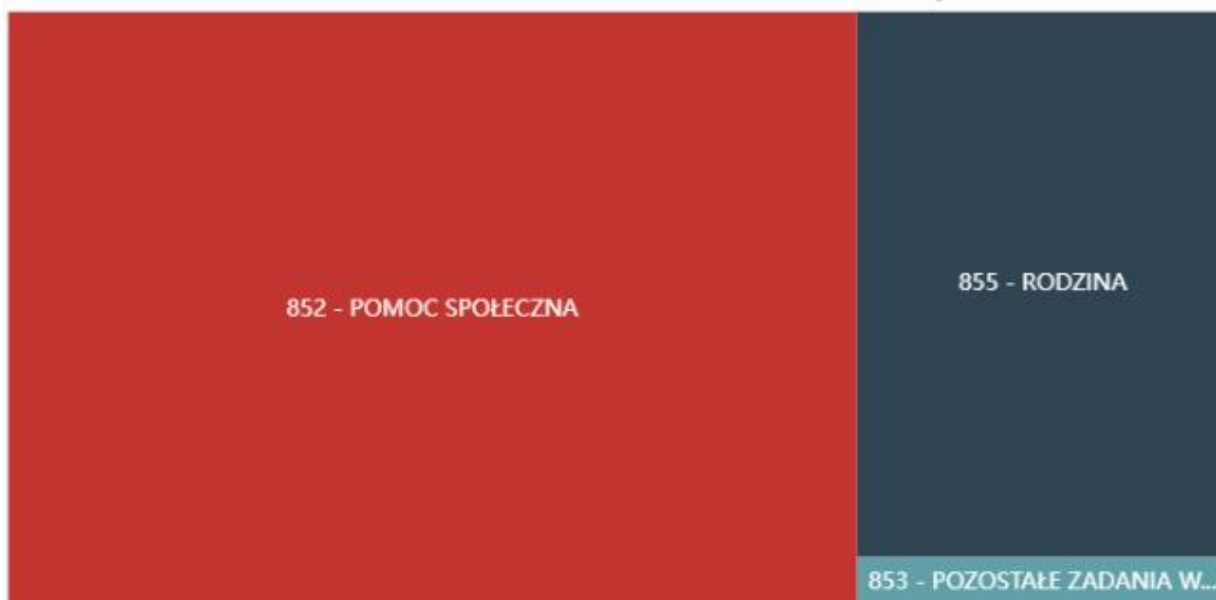 852 - POMOC SPOŁECZNA
855 - RODZINA
853 - POZOSTAŁE ZADANIA W...